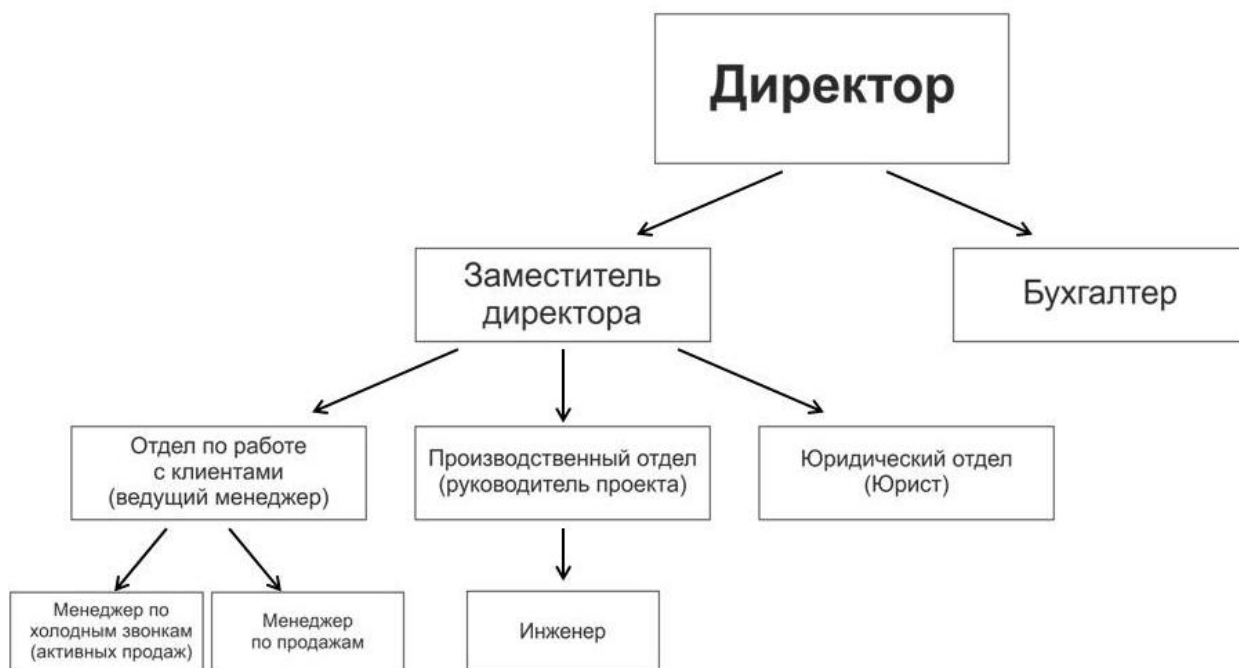 Директор
Заместитель
директора
Бухгалтер
Отдел по работе
с клиентами
(ведущий менеджер)
Производственный отдел
(руководитель проекта)
Юридический отдел
(Юрист)
Менеджер по
холодным звонкам
(активных продаж)
Менеджер
по продажам
Инженер